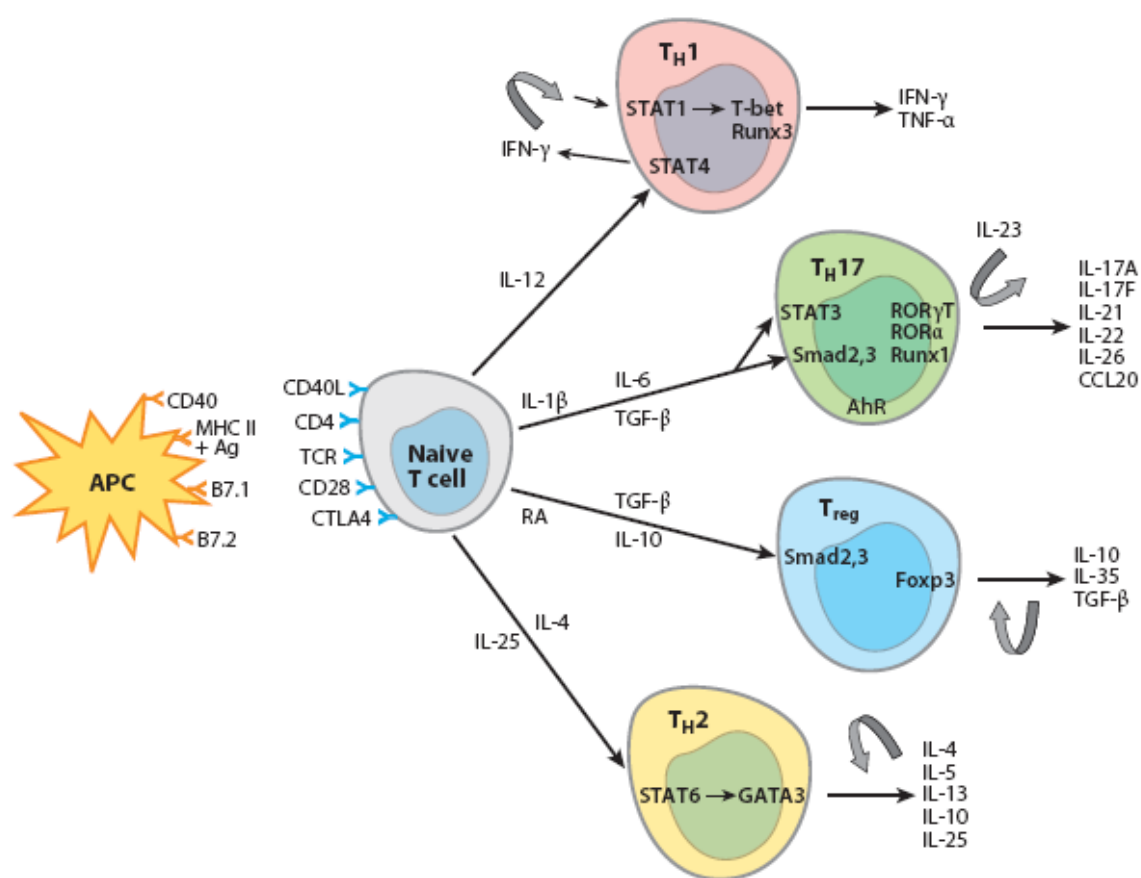 TH1
STAT1
T-bet
Runx3
STAT4
IFN-γ
IFN-γ
TNF-α
IL-12
TH17
STAT3
RORγT
RORα
Smad2,3
Runx1
AhR
IL-23
IL-17A
IL-17F
IL-21
IL-22
IL-26
CCL20
IL-1β
IL-6
TGF-β
APC
CD40
MHC II
+ Ag
B7.1
B7.2
CD40L
CD4
TCR
CD28
CTLA4
Naive
T cell
RA
TGF-β
IL-10
Treg
Smad2,3
Foxp3
IL-10
IL-35
TGF-β
IL-4
IL-25
TH2
STAT6
GATA3
IL-4
IL-5
IL-13
IL-10
IL-25